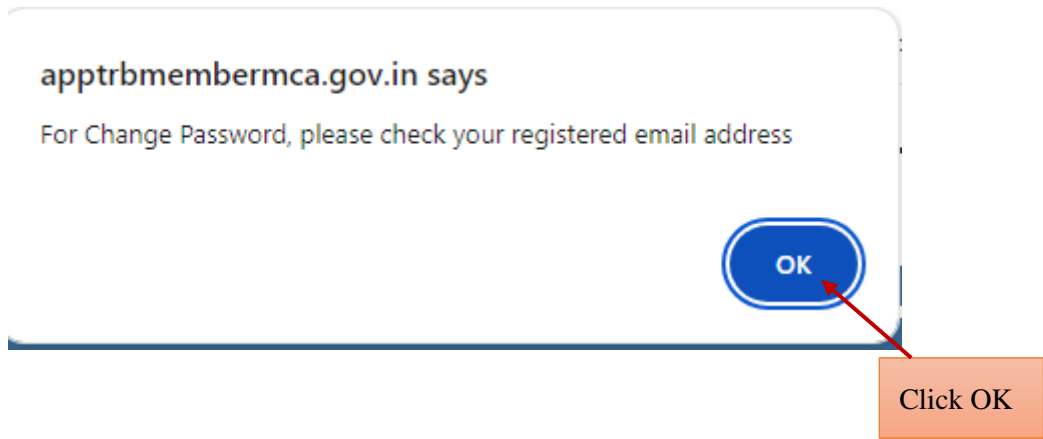 apptrbmembermca.gov.in says
For Change Password, please check your registered email address
OK
Click OK